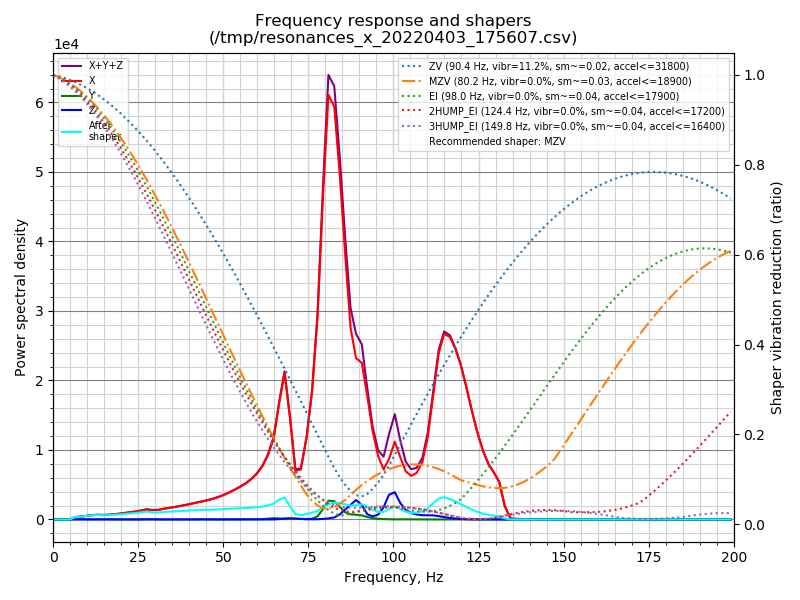 Frequency response and shapers
(/tmp/resonances_x_20220403_175607.csv)
1e4
X+Y+Z
X
Y
Z
After
shaper
ZV (90.4 Hz, vibr=11.2%, sm~=0.02, accel<=31800)
MZV (80.2 Hz, vibr=0.0%, sm~=0.03, accel<=18900)
EI (98.0 Hz, vibr=0.0%, sm~=0.04, accel<=17900)
2HUMP_EI (124.4 Hz, vibr=0.0%, sm~=0.04, accel<=17200)
3HUMP_EI (149.8 Hz, vibr=0.0%, sm~=0.04, accel<=16400)
Recommended shaper: MZV
Power spectral density
6
5
4
3
2
1
0
1.0
0.8
0.6
0.4
0.2
0.0
Shaper vibration reduction (ratio)
0 25 50 75 100 125 150 175 200
Frequency, Hz